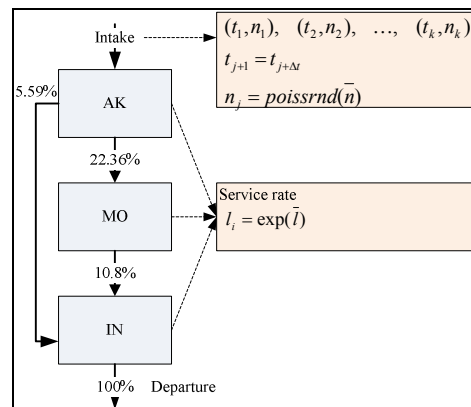 Intake
(t₁, n₁), (t₂, n₂), …, (tₖ, nₖ)
tⱼ₊₁ = tⱼ₊Δt
nⱼ = poissrnd(n̄)
5.59%
AK
22.36%
MO
Service rate
lᵢ = exp(l̄)
10.8%
IN
100% Departure